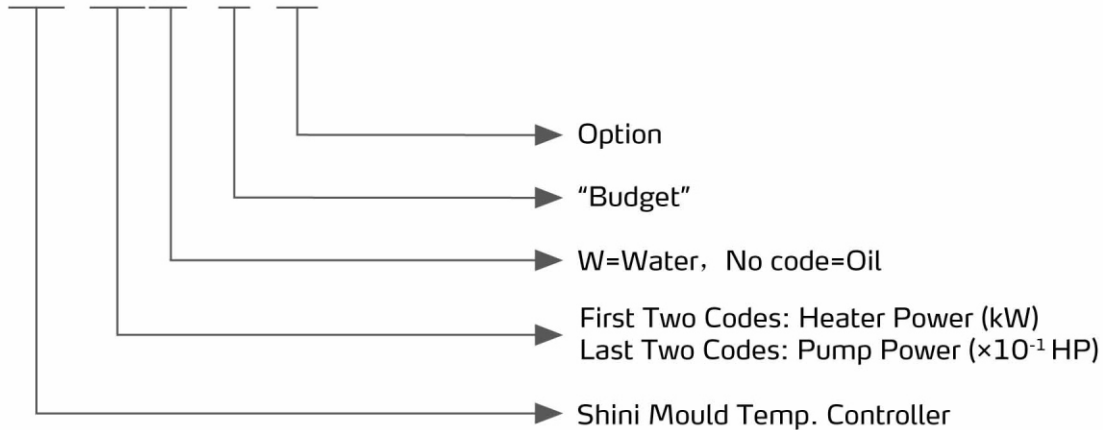 Option
“Budget”
W=Water，No code=Oil
First Two Codes: Heater Power (kW)
Last Two Codes: Pump Power (×10⁻¹ HP)
Shini Mould Temp. Controller